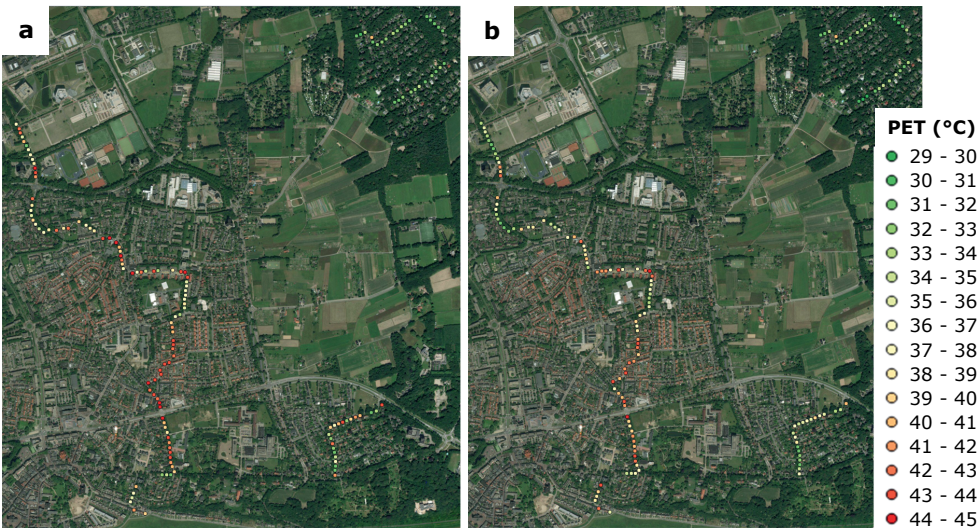 a
b
PET (°C)
29 - 30
30 - 31
31 - 32
32 - 33
33 - 34
34 - 35
35 - 36
36 - 37
37 - 38
38 - 39
39 - 40
40 - 41
41 - 42
42 - 43
43 - 44
44 - 45